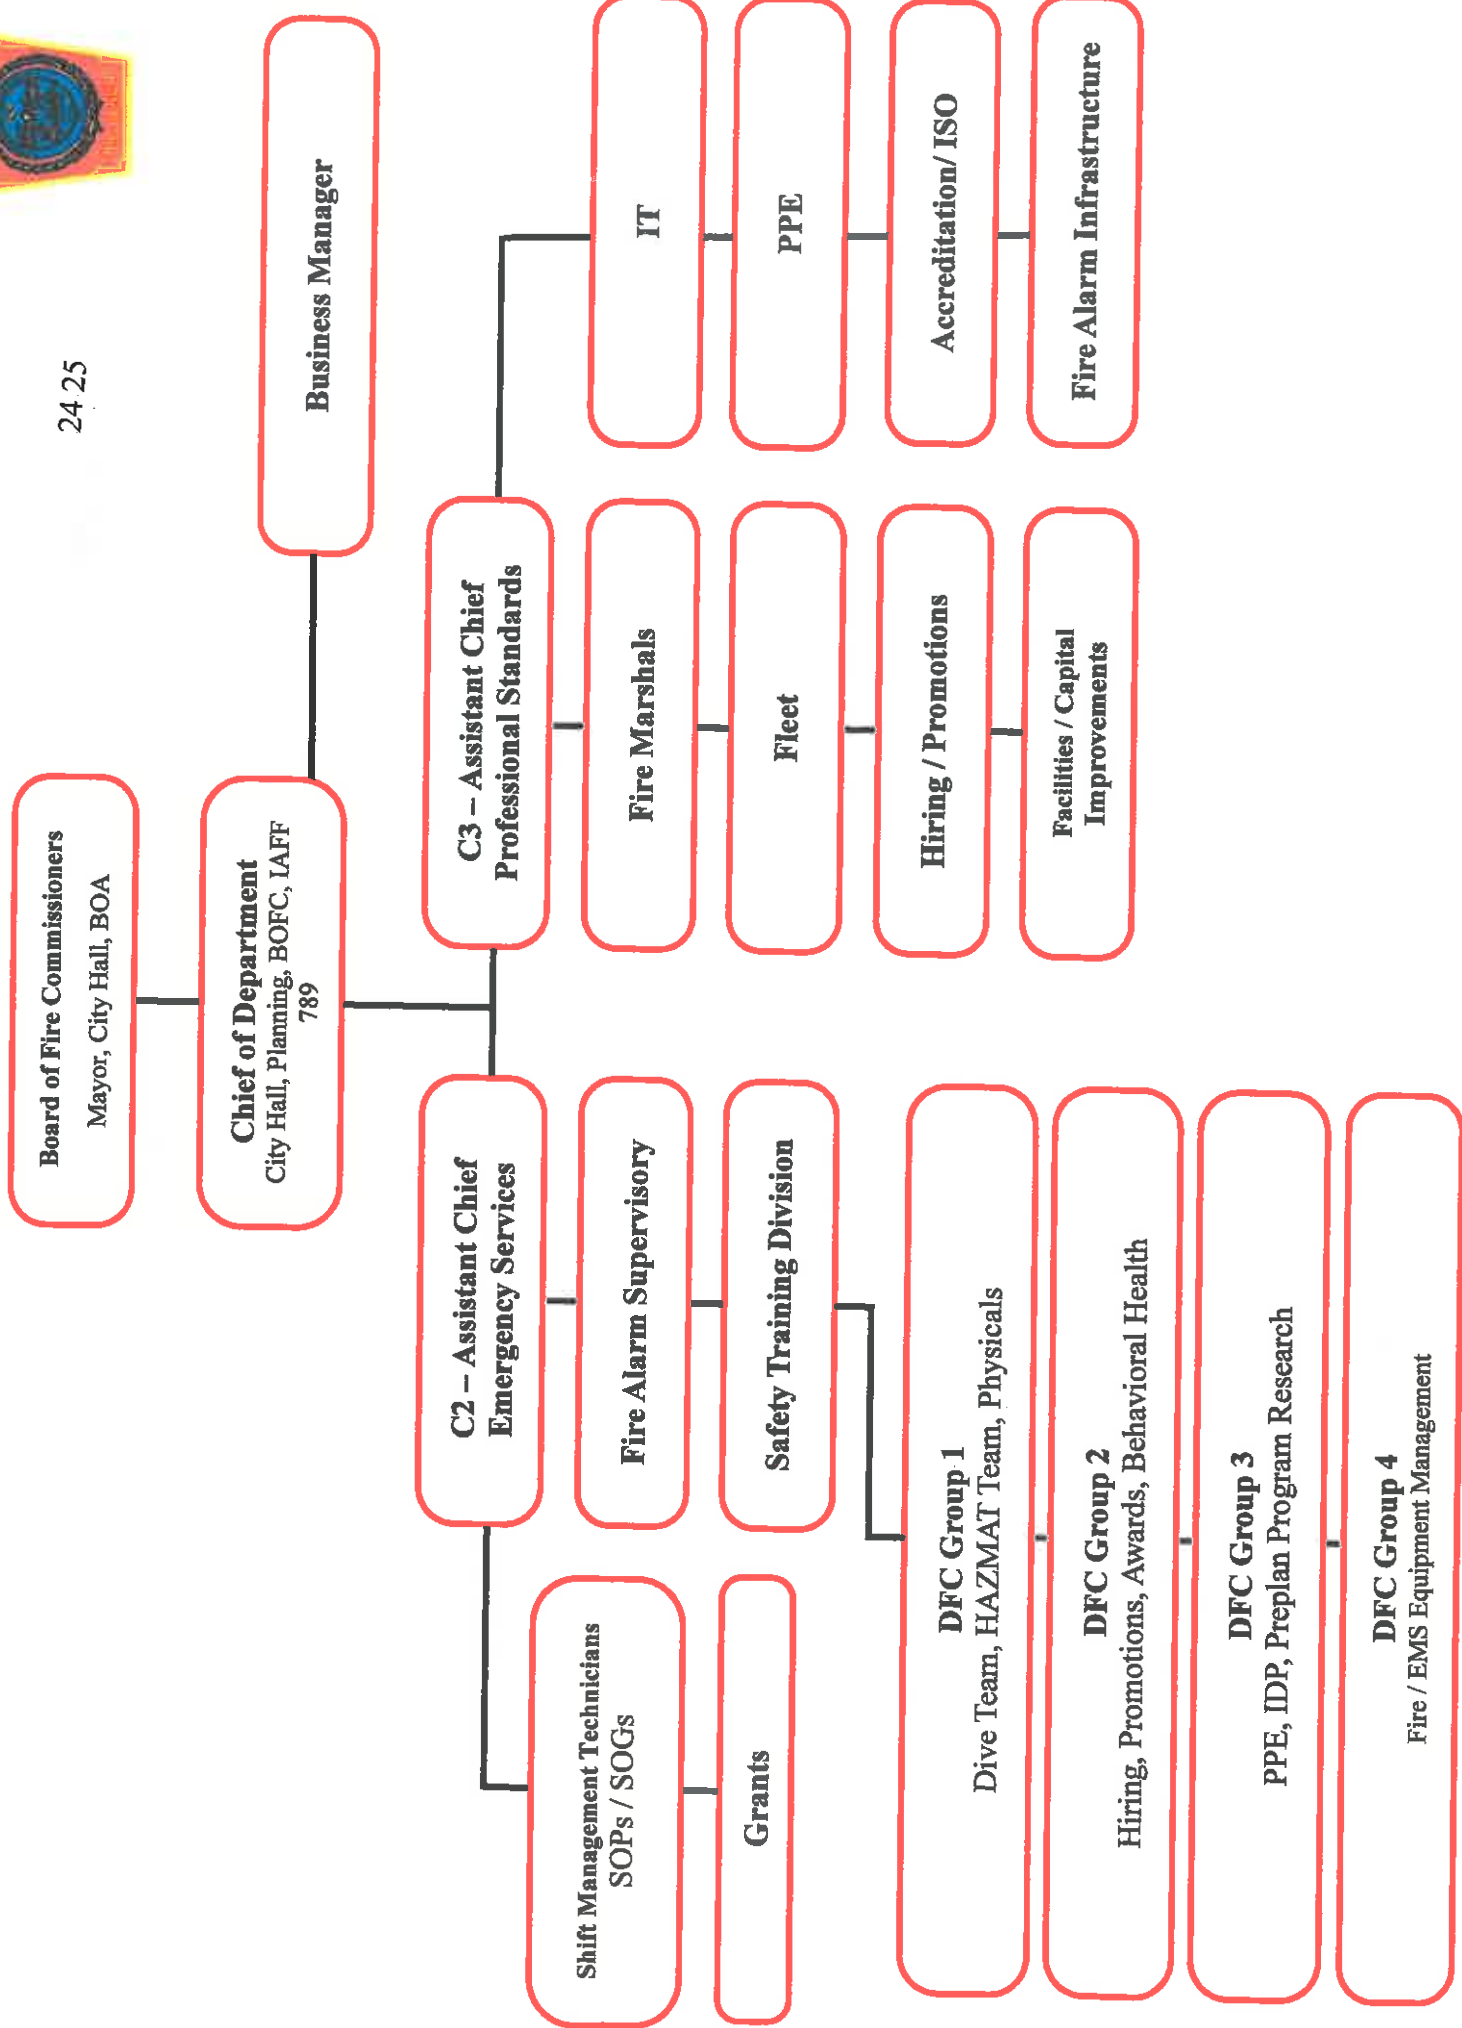 24-25
Board of Fire Commissioners
Mayor, City Hall, BOA
Chief of Department
City Hall, Planning, BOFC, IAFF
789
Business Manager
C2 – Assistant Chief
Emergency Services
C3 – Assistant Chief
Professional Standards
Shift Management Technicians
SOPs / SOGs
Grants
Fire Alarm Supervisory
Safety Training Division
DFC Group 1
Dive Team, HAZMAT Team, Physicals
DFC Group 2
Hiring, Promotions, Awards, Behavioral Health
DFC Group 3
PPE, IDP, Preplan Program Research
DFC Group 4
Fire / EMS Equipment Management
Fire Marshals
Fleet
Hiring / Promotions
Facilities / Capital
Improvements
IT
PPE
Accreditation/ ISO
Fire Alarm Infrastructure